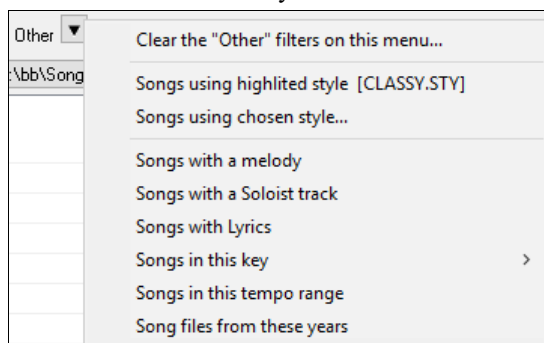 Other
Clear the "Other" filters on this menu...
:\bb\Song
Songs using highlited style [CLASSY.STY]
Songs using chosen style...
Songs with a melody
Songs with a Soloist track
Songs with Lyrics
Songs in this key
Songs in this tempo range
Song files from these years